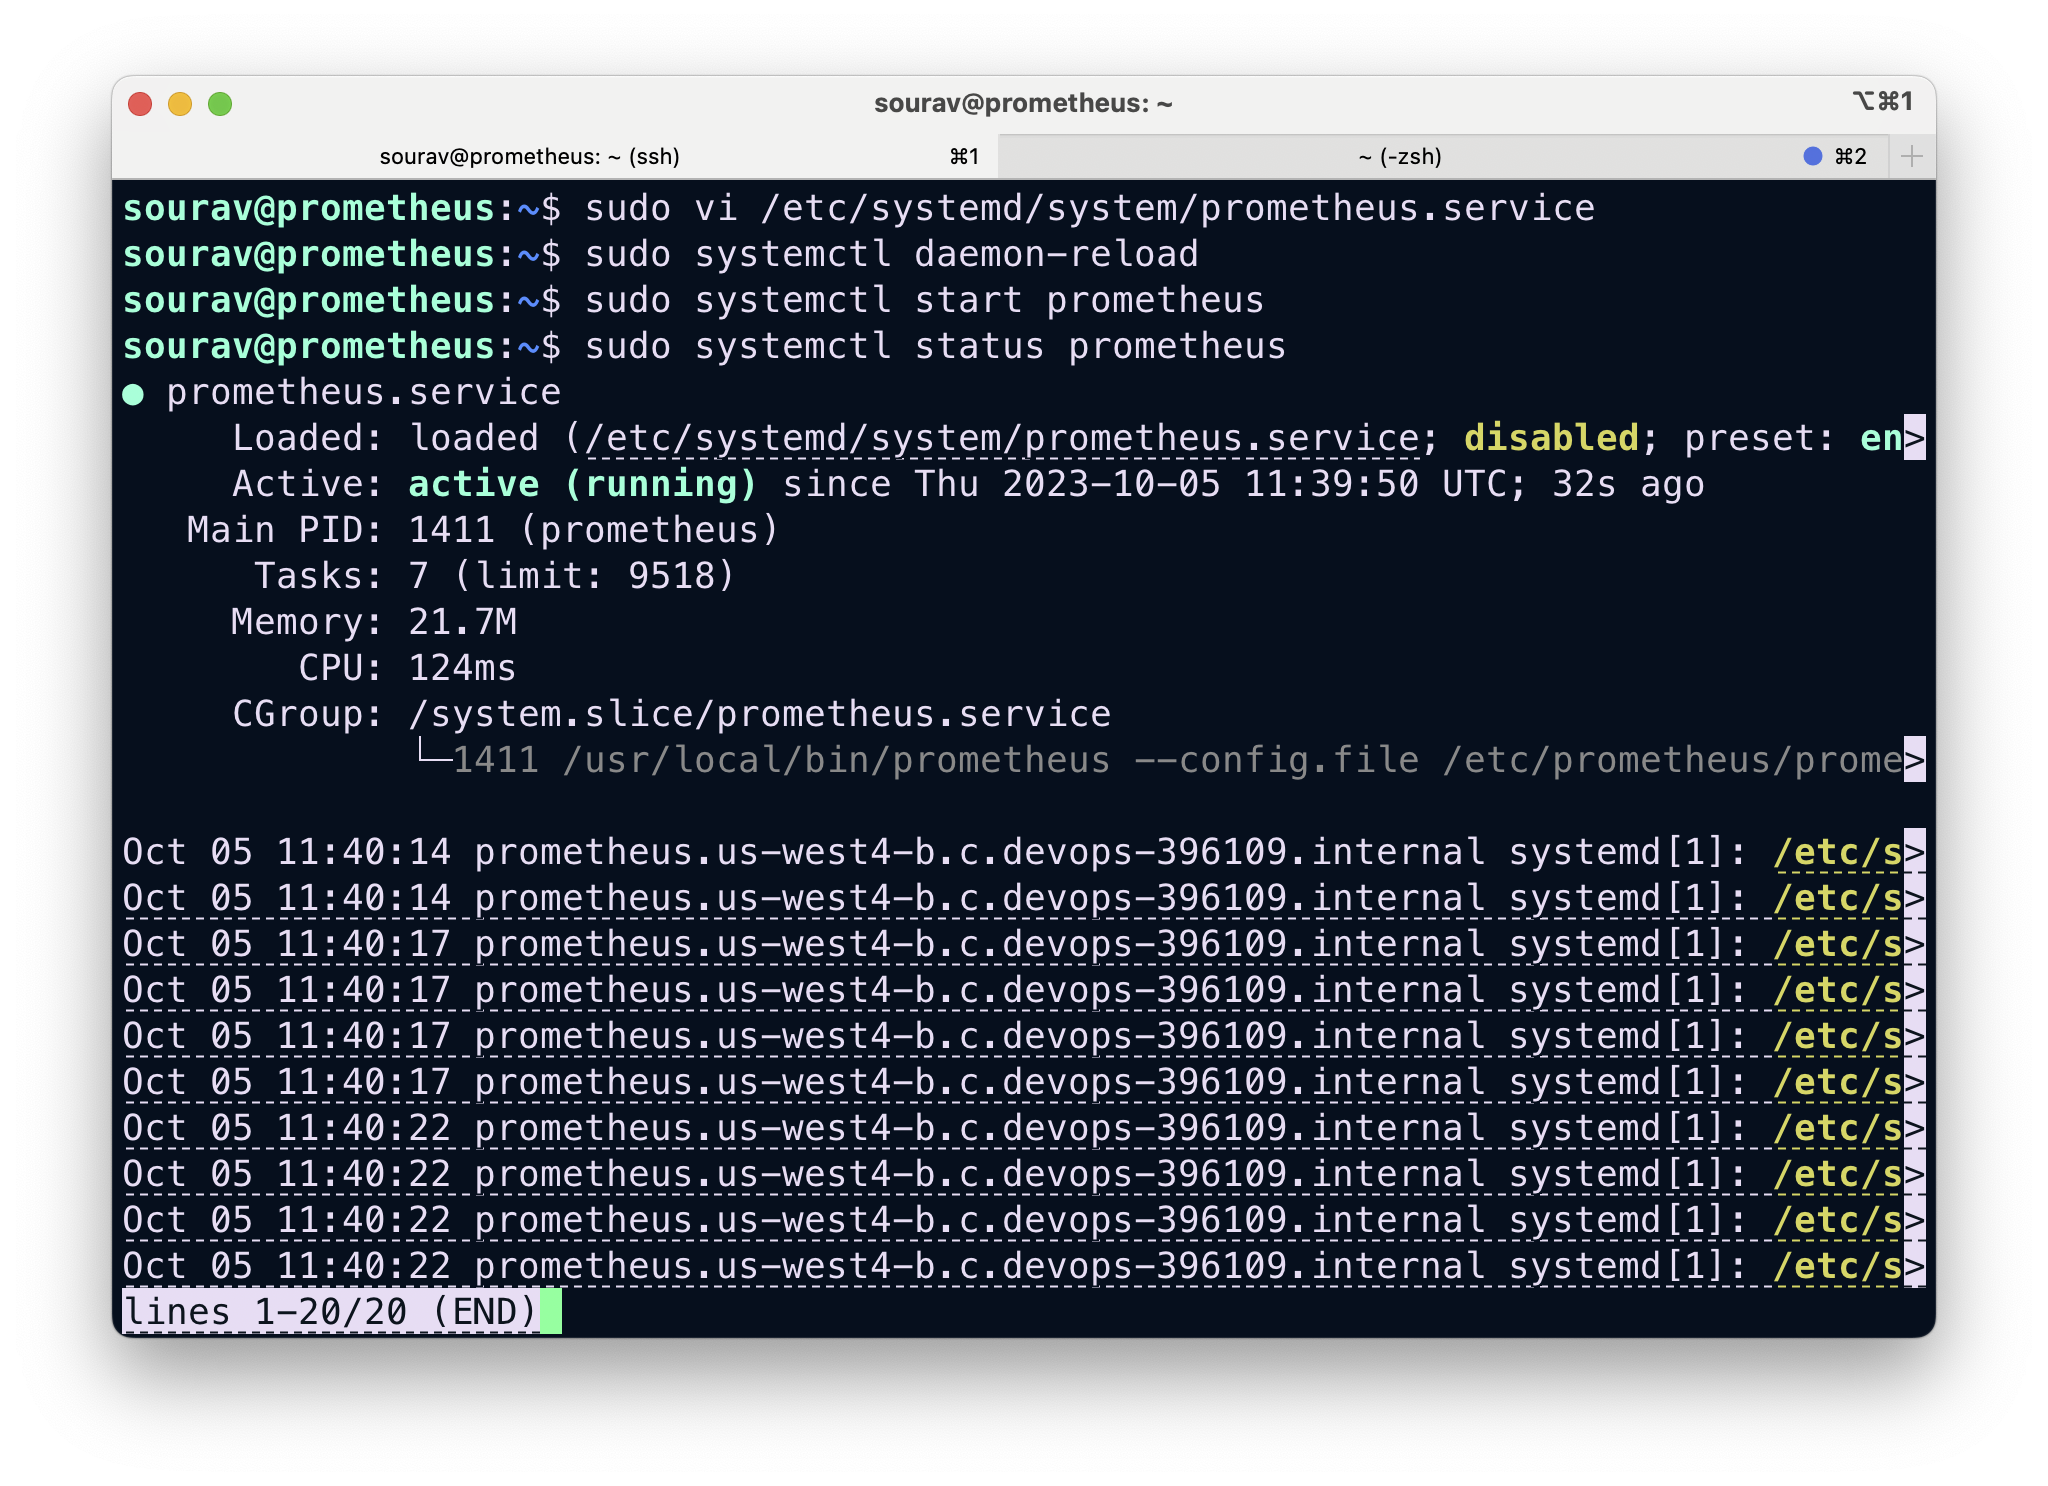 sourav@prometheus: ~
⌥⌘1
sourav@prometheus: ~ (ssh) ⌘1
~ (-zsh) ⌘2
sourav@prometheus:~$ sudo vi /etc/systemd/system/prometheus.service
sourav@prometheus:~$ sudo systemctl daemon-reload
sourav@prometheus:~$ sudo systemctl start prometheus
sourav@prometheus:~$ sudo systemctl status prometheus
● prometheus.service
Loaded: loaded (/etc/systemd/system/prometheus.service; disabled; preset: en>
Active: active (running) since Thu 2023-10-05 11:39:50 UTC; 32s ago
Main PID: 1411 (prometheus)
Tasks: 7 (limit: 9518)
Memory: 21.7M
CPU: 124ms
CGroup: /system.slice/prometheus.service
└─1411 /usr/local/bin/prometheus --config.file /etc/prometheus/prome>
Oct 05 11:40:14 prometheus.us-west4-b.c.devops-396109.internal systemd[1]: /etc/s>
Oct 05 11:40:14 prometheus.us-west4-b.c.devops-396109.internal systemd[1]: /etc/s>
Oct 05 11:40:17 prometheus.us-west4-b.c.devops-396109.internal systemd[1]: /etc/s>
Oct 05 11:40:17 prometheus.us-west4-b.c.devops-396109.internal systemd[1]: /etc/s>
Oct 05 11:40:17 prometheus.us-west4-b.c.devops-396109.internal systemd[1]: /etc/s>
Oct 05 11:40:17 prometheus.us-west4-b.c.devops-396109.internal systemd[1]: /etc/s>
Oct 05 11:40:22 prometheus.us-west4-b.c.devops-396109.internal systemd[1]: /etc/s>
Oct 05 11:40:22 prometheus.us-west4-b.c.devops-396109.internal systemd[1]: /etc/s>
Oct 05 11:40:22 prometheus.us-west4-b.c.devops-396109.internal systemd[1]: /etc/s>
Oct 05 11:40:22 prometheus.us-west4-b.c.devops-396109.internal systemd[1]: /etc/s>
lines 1-20/20 (END)